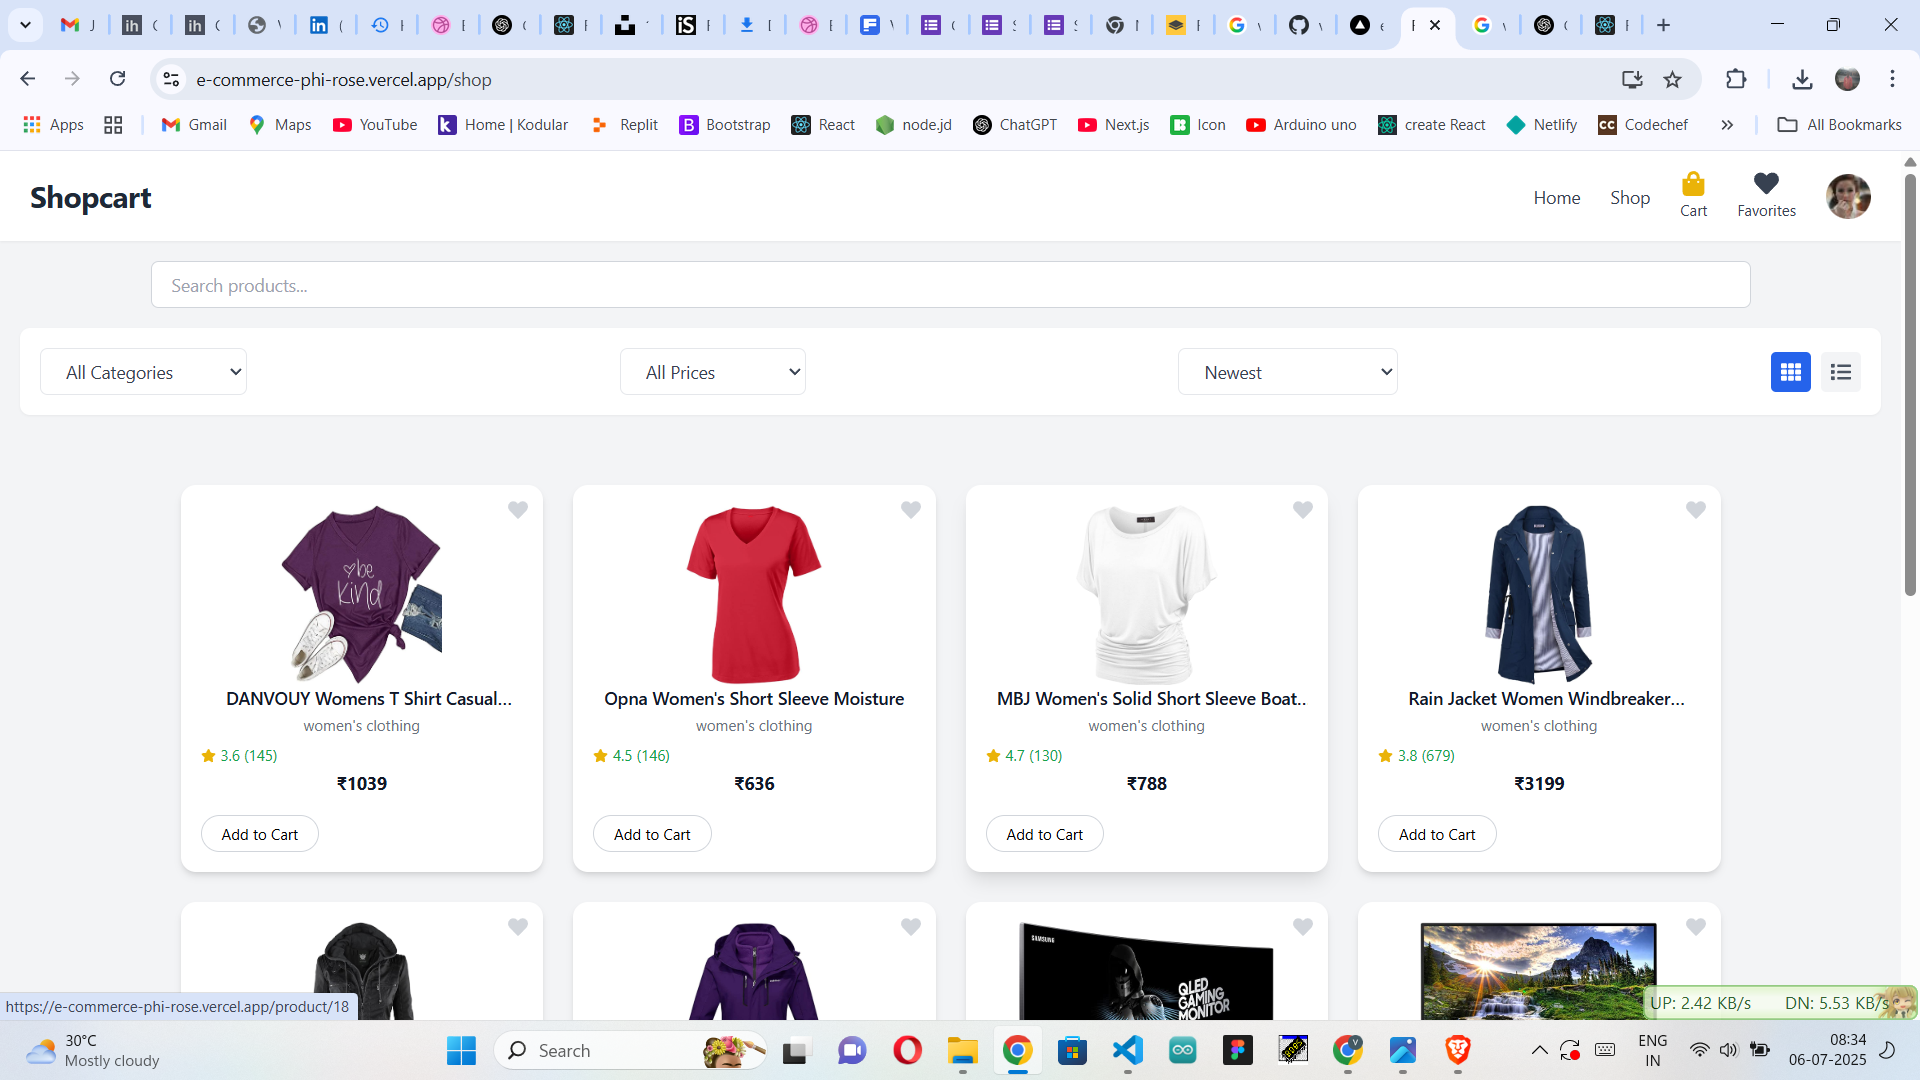 e-commerce-phi-rose.vercel.app/shop
Apps
Gmail
Maps
YouTube
Home | Kodular
Replit
Bootstrap
React
node.jd
ChatGPT
Next.js
Icon
Arduino uno
create React
Netlify
Codechef
All Bookmarks
Shopcart
Home
Shop
Cart
Favorites
Search products...
All Categories
All Prices
Newest
be
kind
DANVOUY Womens T Shirt Casual...
women's clothing
3.6 (145)
₹1039
Add to Cart
Opna Women's Short Sleeve Moisture
women's clothing
4.5 (146)
₹636
Add to Cart
MBJ Women's Solid Short Sleeve Boat..
women's clothing
4.7 (130)
₹788
Add to Cart
Rain Jacket Women Windbreaker...
women's clothing
3.8 (679)
₹3199
Add to Cart
SAMSUNG
QLED
GAMING
MONITOR
https://e-commerce-phi-rose.vercel.app/product/18
UP: 2.42 KB/s DN: 5.53 KB/s
30°C
Mostly cloudy
Search
ENG
IN
08:34
06-07-2025